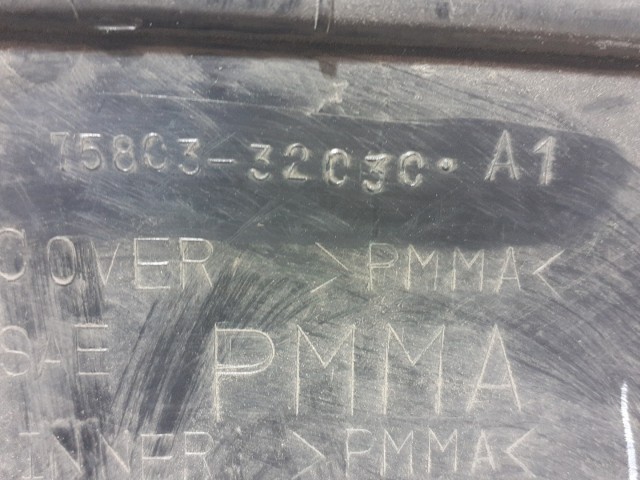 75803-32030• A1
COVER >PMMA<
SAE PMMA
INNER >PMMA<